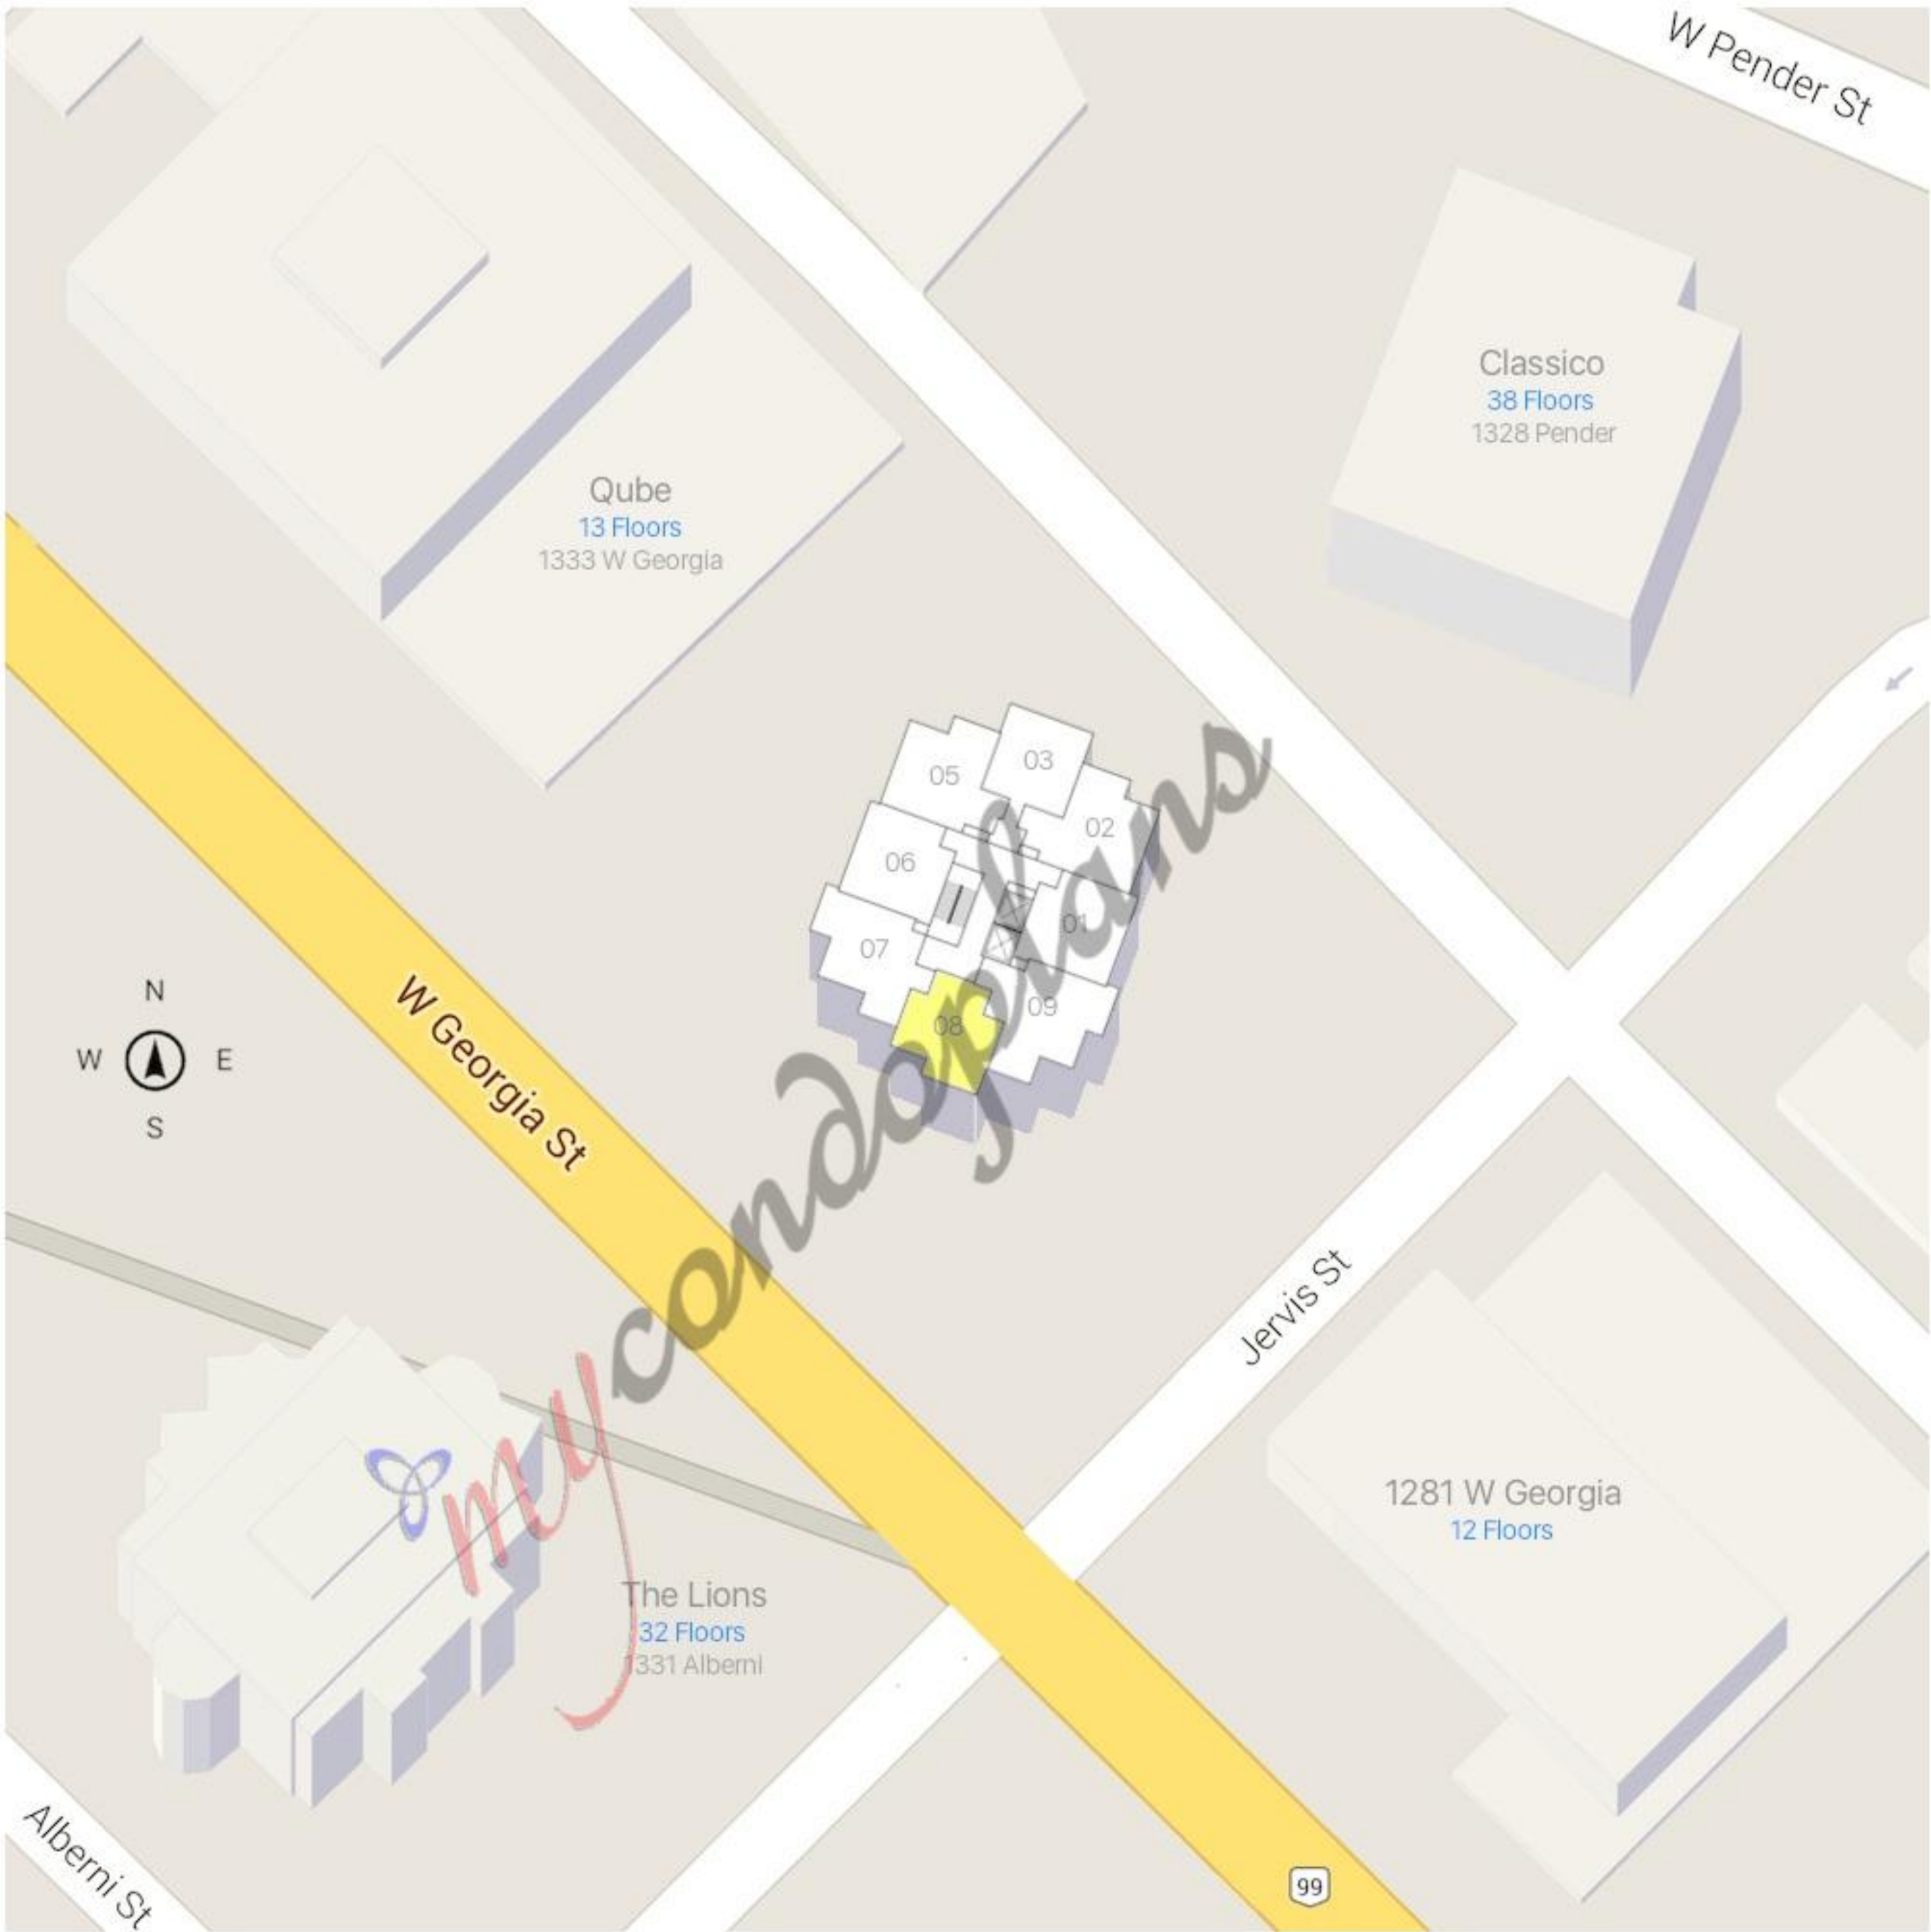 W Pender St
Classico
38 Floors
1328 Pender
Qube
13 Floors
1333 W Georgia
03
05
02
06
01
07
09
08
N
W
E
S
W Georgia St
mycondoplans
Jervis St
1281 W Georgia
12 Floors
The Lions
32 Floors
1331 Alberni
Alberni St
99